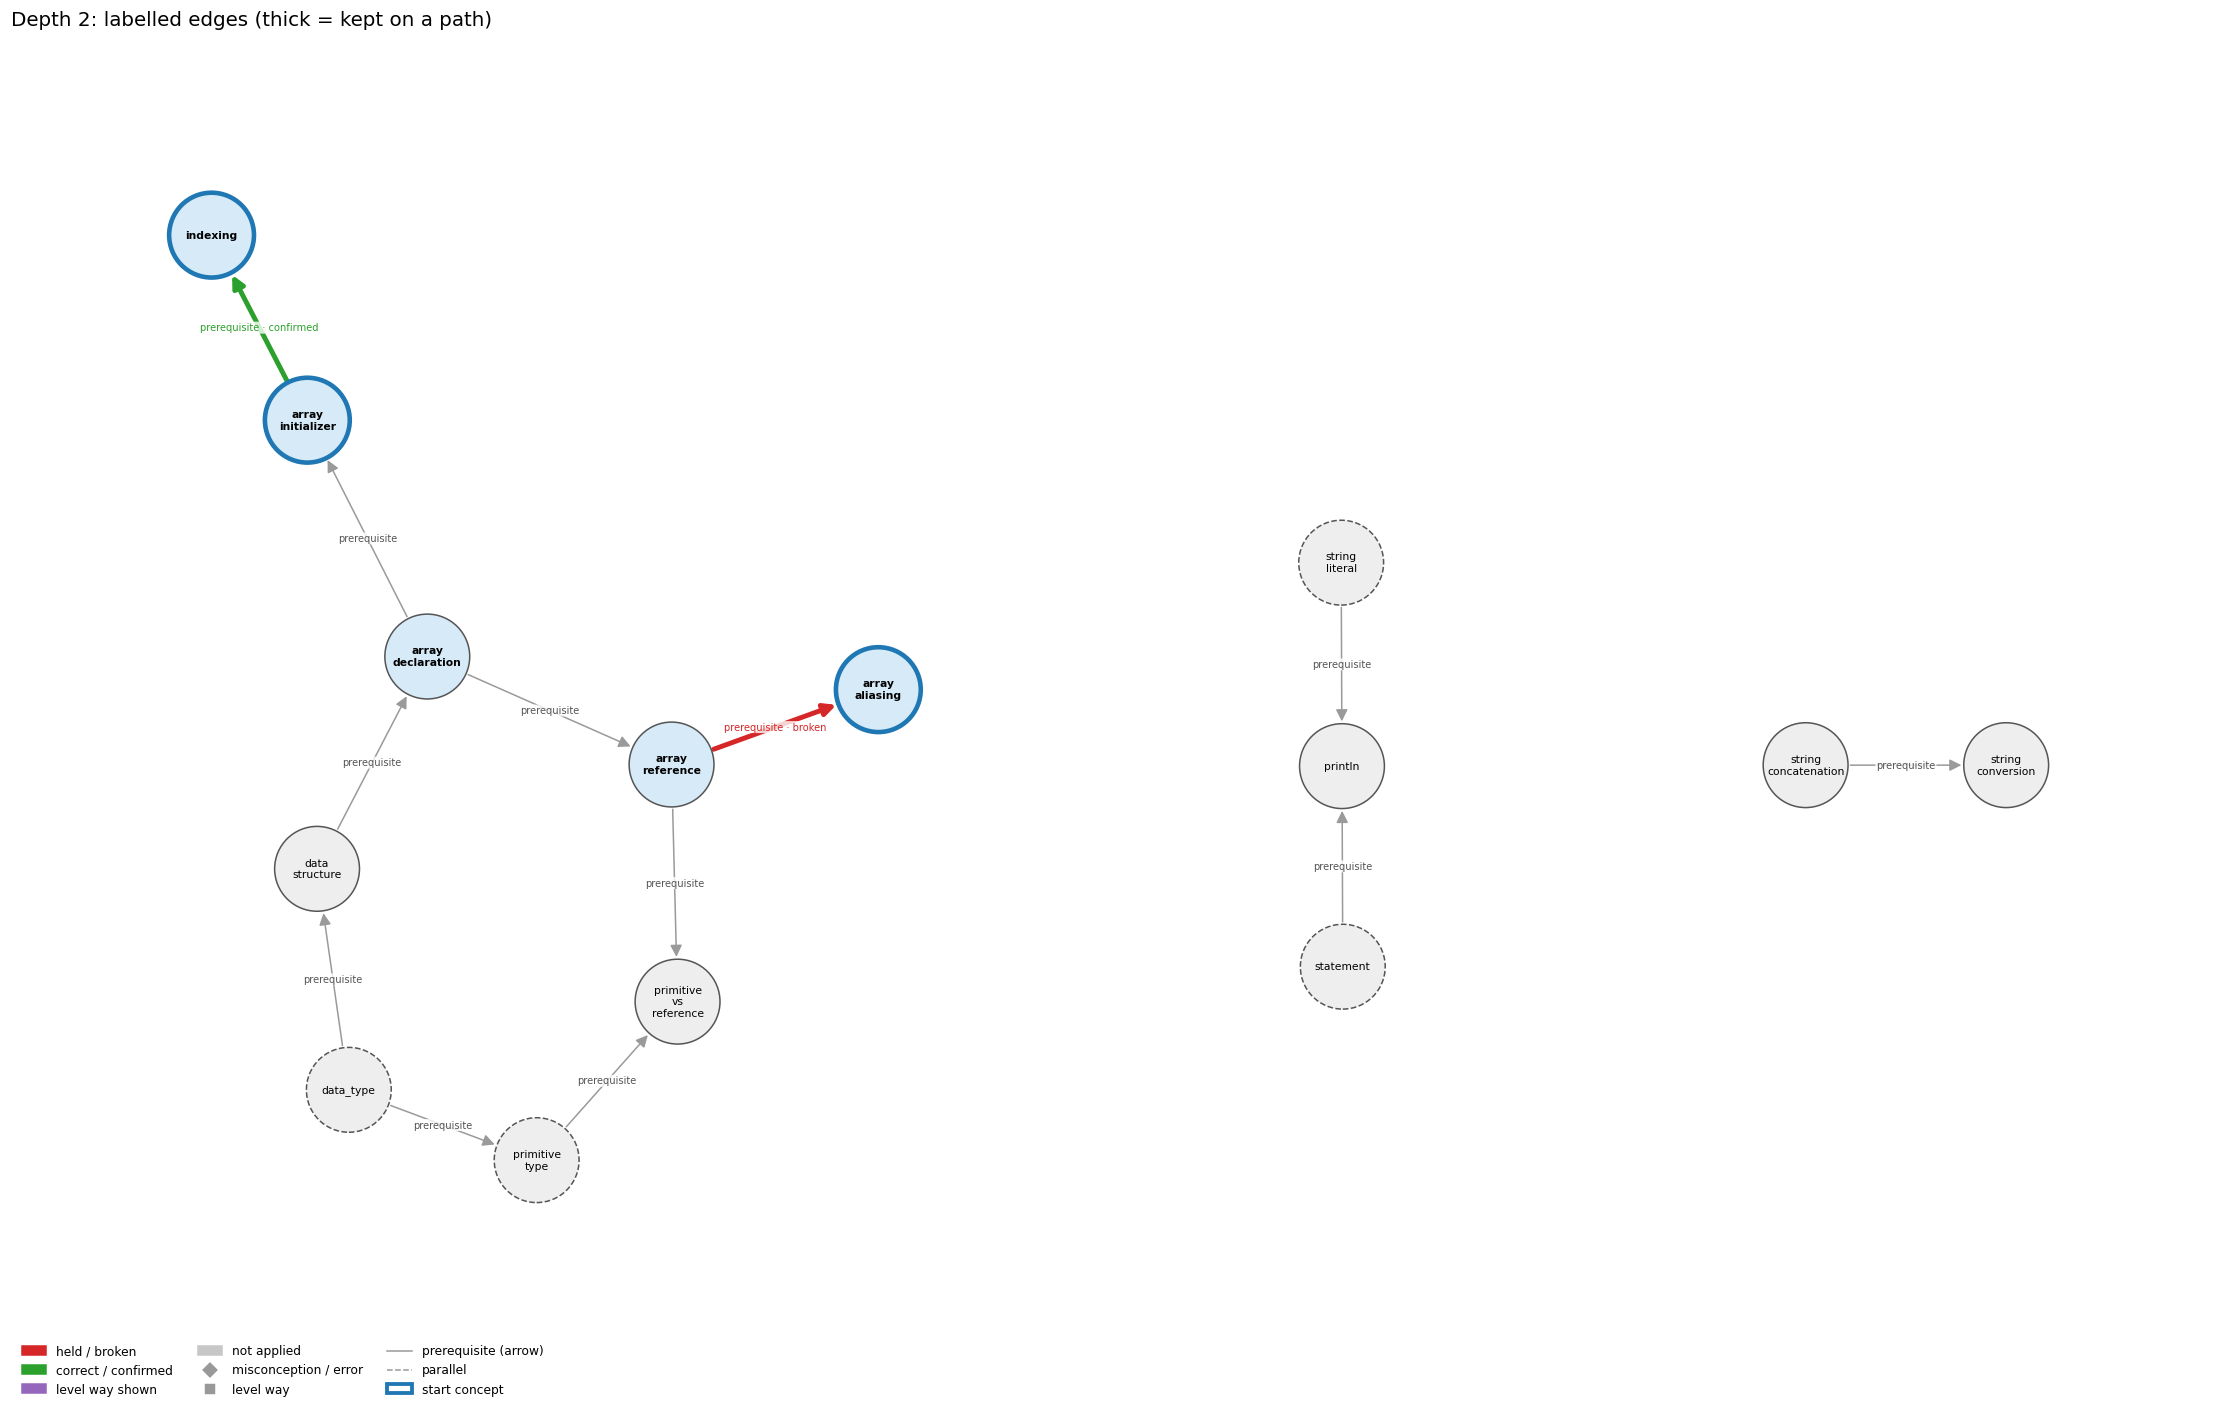 Depth 2: labelled edges (thick = kept on a path)
indexing
prerequisite · confirmed
array
initializer
prerequisite
string
literal
array
declaration
prerequisite
array
aliasing
prerequisite
prerequisite · broken
prerequisite
array
reference
println
string
concatenation
prerequisite
string
conversion
data
structure
prerequisite
prerequisite
statement
prerequisite
primitive
vs
reference
prerequisite
data_type
prerequisite
primitive
type
held / broken
correct / confirmed
level way shown
not applied
misconception / error
level way
prerequisite (arrow)
parallel
start concept